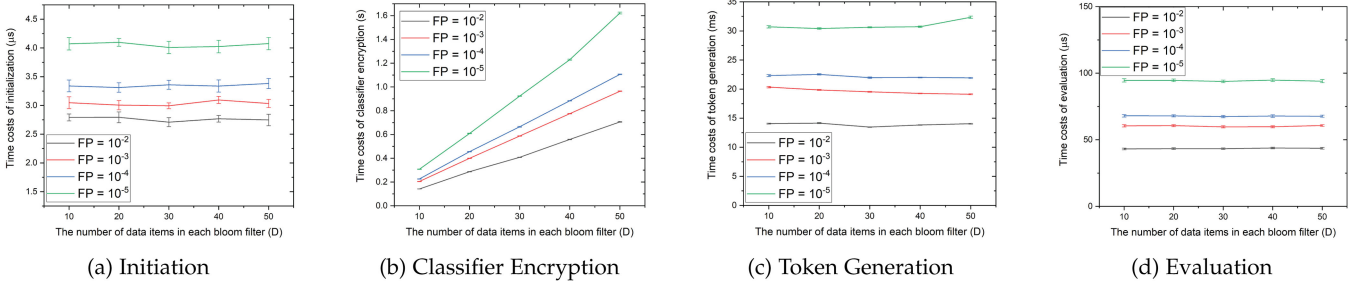 Time costs of initialization (μs)
4.5
4.0
3.5
3.0
2.5
2.0
1.5
FP = 10⁻²
FP = 10⁻³
FP = 10⁻⁴
FP = 10⁻⁵
10 20 30 40 50
The number of data items in each bloom filter (D)
(a) Initiation
Time costs of classifier encryption (s)
1.6
1.4
1.2
1.0
0.8
0.6
0.4
0.2
0.0
FP = 10⁻²
FP = 10⁻³
FP = 10⁻⁴
FP = 10⁻⁵
10 20 30 40 50
The number of data items in each bloom filter (D)
(b) Classifier Encryption
Time costs of token generation (ms)
35
30
25
20
15
10
5
0
FP = 10⁻²
FP = 10⁻³
FP = 10⁻⁴
FP = 10⁻⁵
10 20 30 40 50
The number of data items in each bloom filter (D)
(c) Token Generation
Time costs of evaluation (μs)
150
100
50
0
FP = 10⁻²
FP = 10⁻³
FP = 10⁻⁴
FP = 10⁻⁵
10 20 30 40 50
The number of data items in each bloom filter (D)
(d) Evaluation